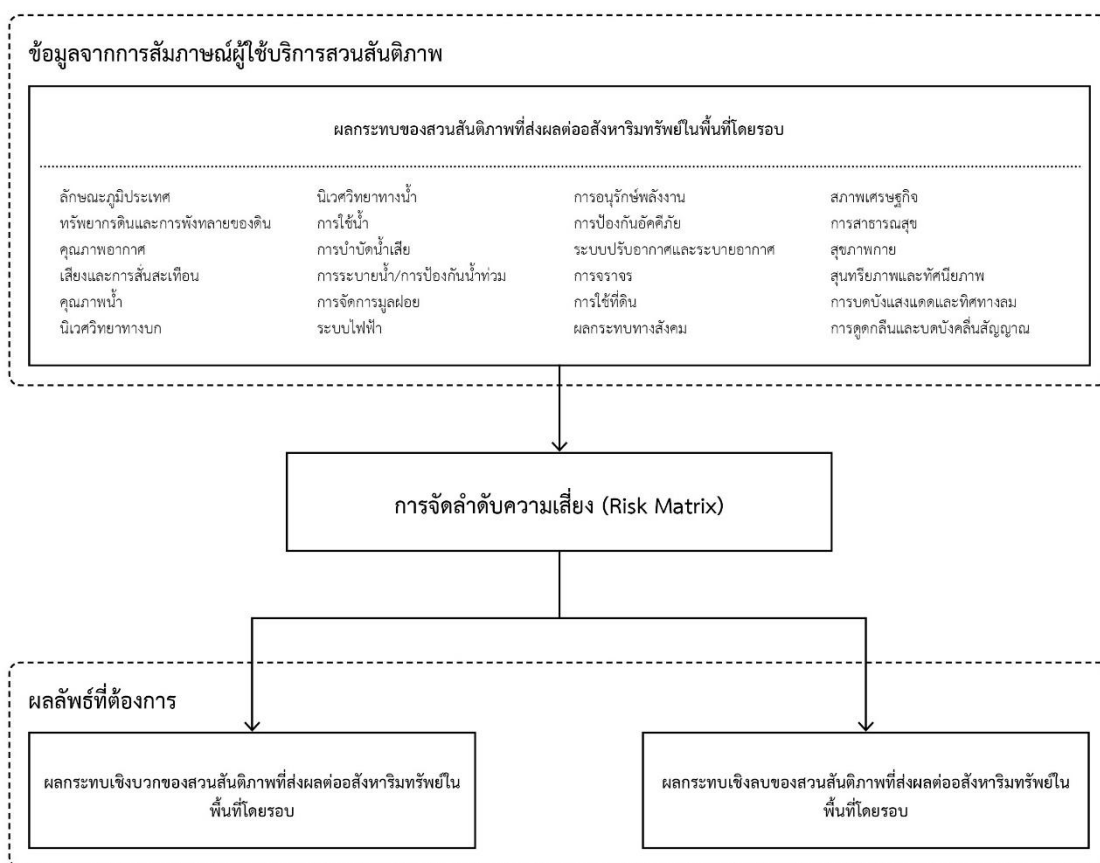 ข้อมูลจากการสัมภาษณ์ผู้ใช้บริการสวนสันติภาพ
ผลกระทบของสวนสันติภาพที่ส่งผลต่ออสังหาริมทรัพย์ในพื้นที่โดยรอบ
ลักษณะภูมิประเทศ
ทรัพยากรดินและการพังทลายของดิน
คุณภาพอากาศ
เสียงและการสั่นสะเทือน
คุณภาพน้ำ
นิเวศวิทยาทางบก
นิเวศวิทยาทางน้ำ
การใช้น้ำ
การบำบัดน้ำเสีย
การระบายน้ำ/การป้องกันน้ำท่วม
การจัดการมูลฝอย
ระบบไฟฟ้า
การอนุรักษ์พลังงาน
การป้องกันอัคคีภัย
ระบบปรับอากาศและระบายอากาศ
การจราจร
การใช้ที่ดิน
ผลกระทบทางสังคม
สภาพเศรษฐกิจ
การสาธารณสุข
สุขภาพกาย
สุนทรียภาพและทัศนียภาพ
การบดบังแสงแดดและทิศทางลม
การดูดกลืนและบดบังคลื่นสัญญาณ
การจัดลำดับความเสี่ยง (Risk Matrix)
ผลลัพธ์ที่ต้องการ
ผลกระทบเชิงบวกของสวนสันติภาพที่ส่งผลต่ออสังหาริมทรัพย์ใน
พื้นที่โดยรอบ
ผลกระทบเชิงลบของสวนสันติภาพที่ส่งผลต่ออสังหาริมทรัพย์ใน
พื้นที่โดยรอบ